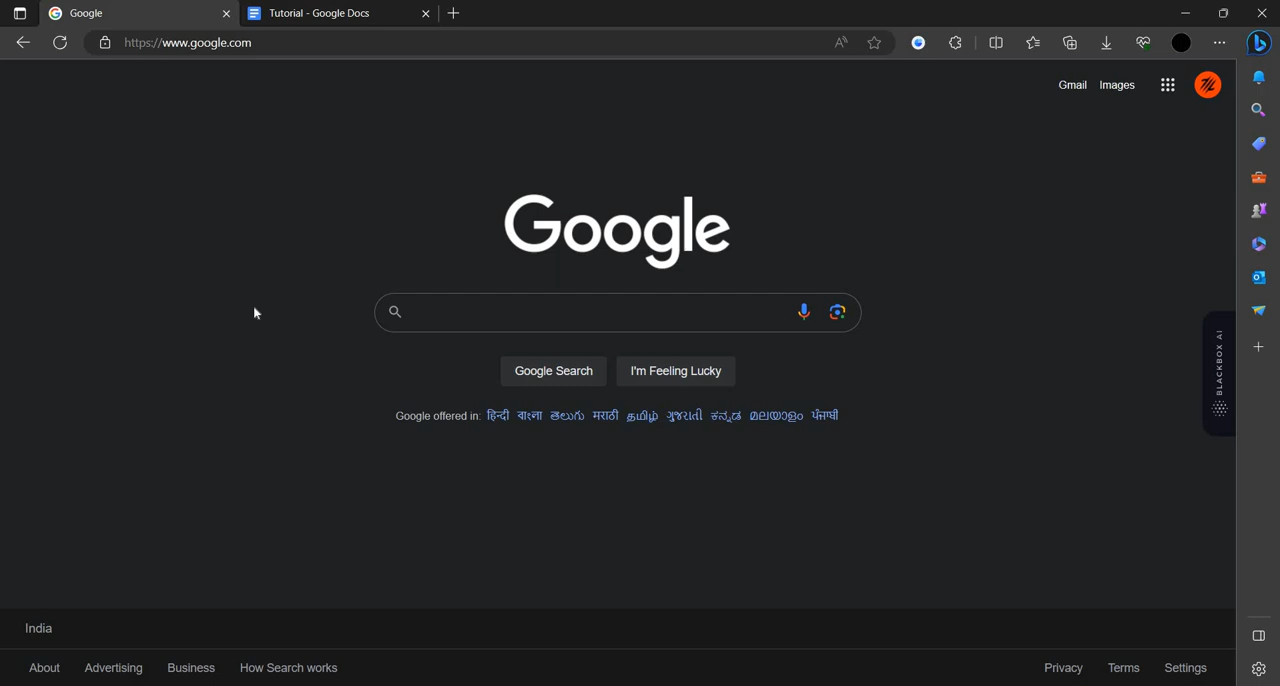 Google
Tutorial - Google Docs
https://www.google.com
Gmail Images
Google
Google Search I'm Feeling Lucky
Google offered in: हिन्दी বাংলা తెలుగు मराठी தமிழ் ગુજરાતી ಕನ್ನಡ മലയാളം ਪੰਜਾਬੀ
BLACKBOX AI
India
About Advertising Business How Search works Privacy Terms Settings